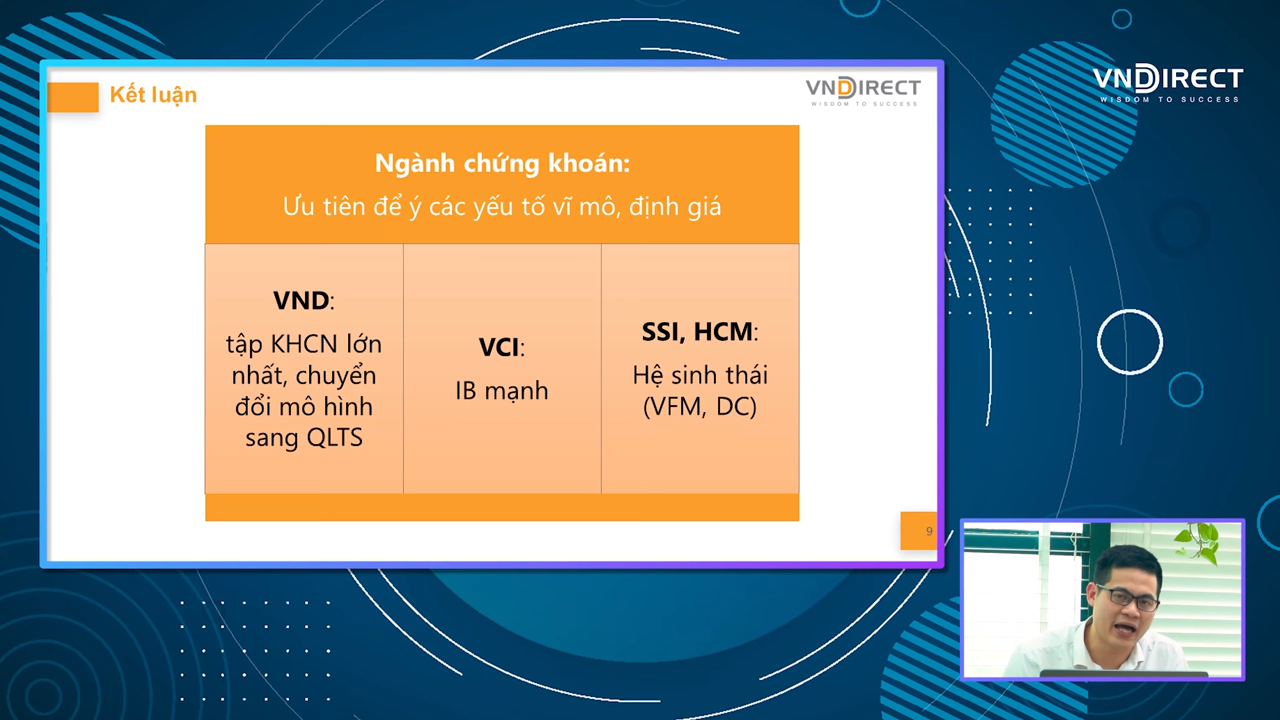 Kết luận
VNDIRECT
WISDOM TO SUCCESS
VNDIRECT
WISDOM TO SUCCESS
Ngành chứng khoán:
Ưu tiên để ý các yếu tố vĩ mô, định giá
VND:
tập KHCN lớn
nhất, chuyển
đổi mô hình
sang QLTS
VCI:
IB mạnh
SSI, HCM:
Hệ sinh thái
(VFM, DC)
9